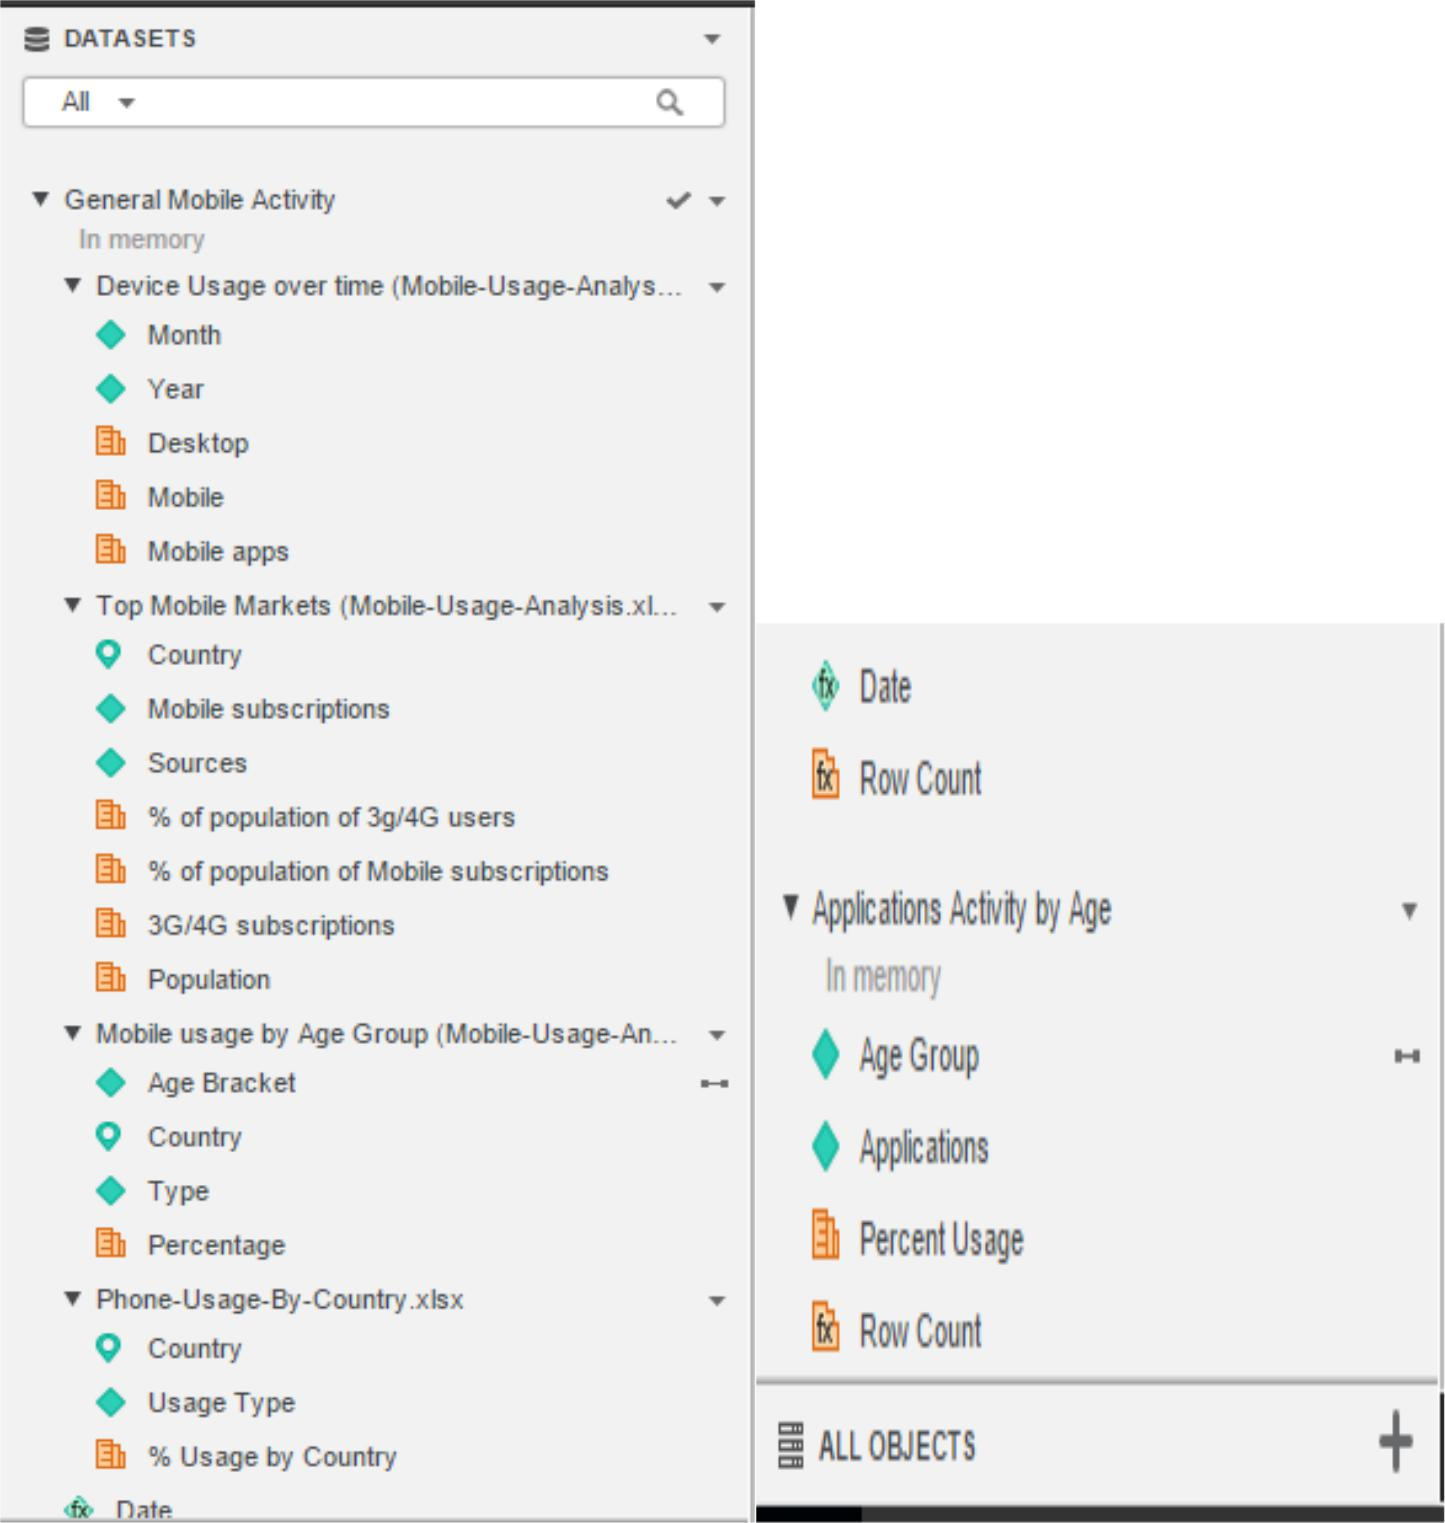 DATASETS
All
General Mobile Activity
In memory
Device Usage over time (Mobile-Usage-Analys...
Month
Year
Desktop
Mobile
Mobile apps
Top Mobile Markets (Mobile-Usage-Analysis.xl...
Country
Mobile subscriptions
Sources
% of population of 3g/4G users
% of population of Mobile subscriptions
3G/4G subscriptions
Population
Mobile usage by Age Group (Mobile-Usage-An...
Age Bracket
Country
Type
Percentage
Phone-Usage-By-Country.xlsx
Country
Usage Type
% Usage by Country
fx Date
fx Date
fx Row Count
Applications Activity by Age
In memory
Age Group
Applications
Percent Usage
fx Row Count
ALL OBJECTS